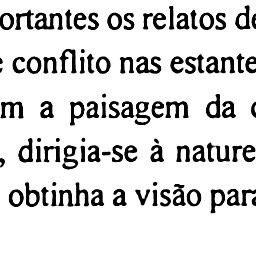 ortantes os relatos de
e conflito nas estante
m a paisagem da
, dirigia-se à nature
obtinha a visão para